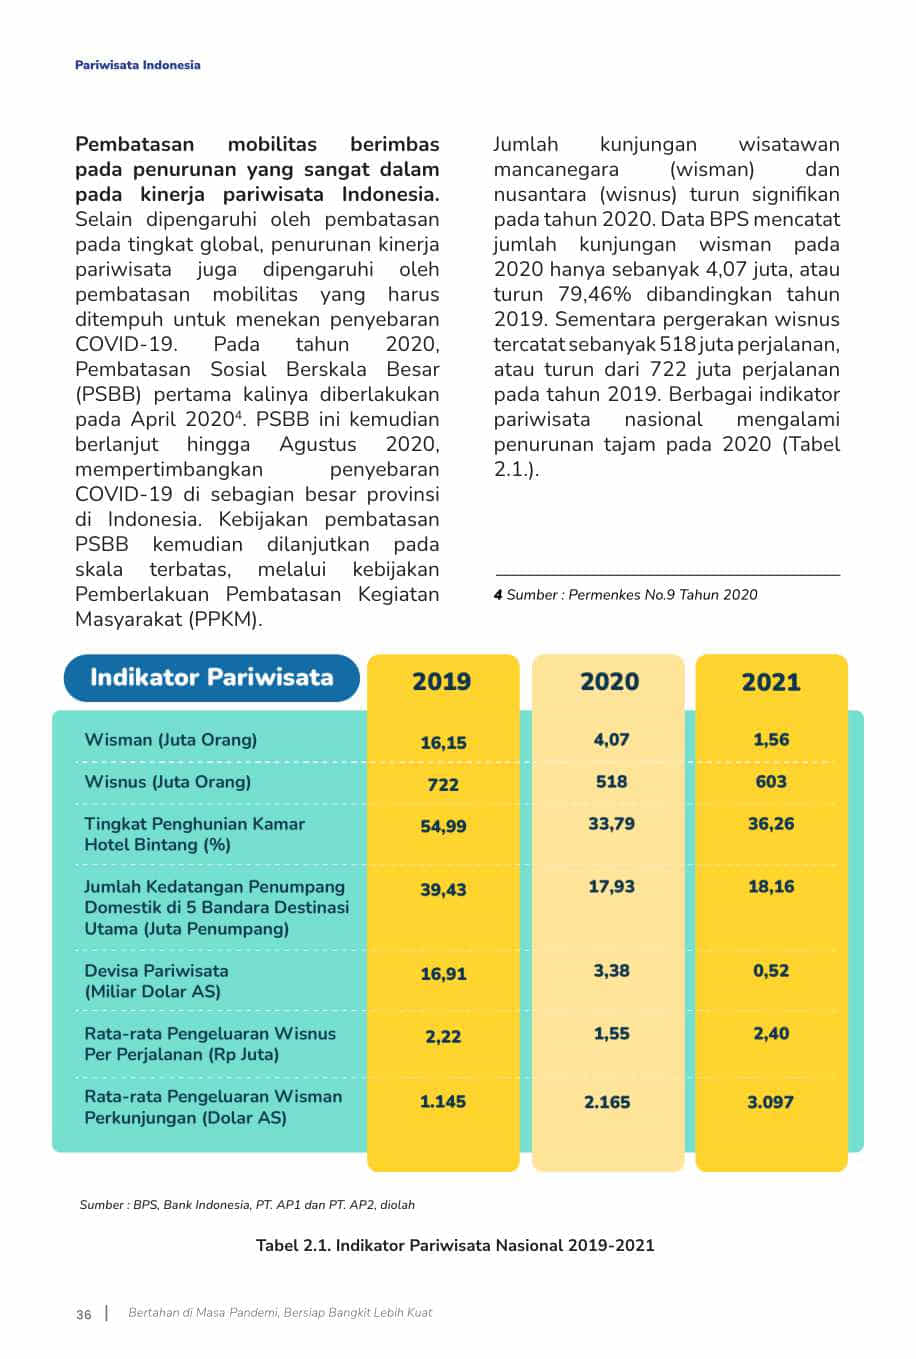 Pariwisata Indonesia
Pembatasan mobilitas berimbas
pada penurunan yang sangat dalam
pada kinerja pariwisata Indonesia.
Selain dipengaruhi oleh pembatasan
pada tingkat global, penurunan kinerja
pariwisata juga dipengaruhi oleh
pembatasan mobilitas yang harus
ditempuh untuk menekan penyebaran
COVID-19. Pada tahun 2020,
Pembatasan Sosial Berskala Besar
(PSBB) pertama kalinya diberlakukan
pada April 2020⁴. PSBB ini kemudian
berlanjut hingga Agustus 2020,
mempertimbangkan penyebaran
COVID-19 di sebagian besar provinsi
di Indonesia. Kebijakan pembatasan
PSBB kemudian dilanjutkan pada
skala terbatas, melalui kebijakan
Pemberlakuan Pembatasan Kegiatan
Masyarakat (PPKM).
Jumlah kunjungan wisatawan
mancanegara (wisman) dan
nusantara (wisnus) turun signifikan
pada tahun 2020. Data BPS mencatat
jumlah kunjungan wisman pada
2020 hanya sebanyak 4,07 juta, atau
turun 79,46% dibandingkan tahun
2019. Sementara pergerakan wisnus
tercatat sebanyak 518 juta perjalanan,
atau turun dari 722 juta perjalanan
pada tahun 2019. Berbagai indikator
pariwisata nasional mengalami
penurunan tajam pada 2020 (Tabel
2.1.).
4 Sumber : Permenkes No.9 Tahun 2020
Indikator Pariwisata 2019 2020 2021
Wisman (Juta Orang) 16,15 4,07 1,56
Wisnus (Juta Orang) 722 518 603
Tingkat Penghunian Kamar 54,99 33,79 36,26
Hotel Bintang (%)
Jumlah Kedatangan Penumpang 39,43 17,93 18,16
Domestik di 5 Bandara Destinasi
Utama (Juta Penumpang)
Devisa Pariwisata 16,91 3,38 0,52
(Miliar Dolar AS)
Rata-rata Pengeluaran Wisnus 2,22 1,55 2,40
Per Perjalanan (Rp Juta)
Rata-rata Pengeluaran Wisman 1.145 2.165 3.097
Perkunjungan (Dolar AS)
Sumber : BPS, Bank Indonesia, PT. AP1 dan PT. AP2, diolah
Tabel 2.1. Indikator Pariwisata Nasional 2019-2021
36 | Bertahan di Masa Pandemi, Bersiap Bangkit Lebih Kuat